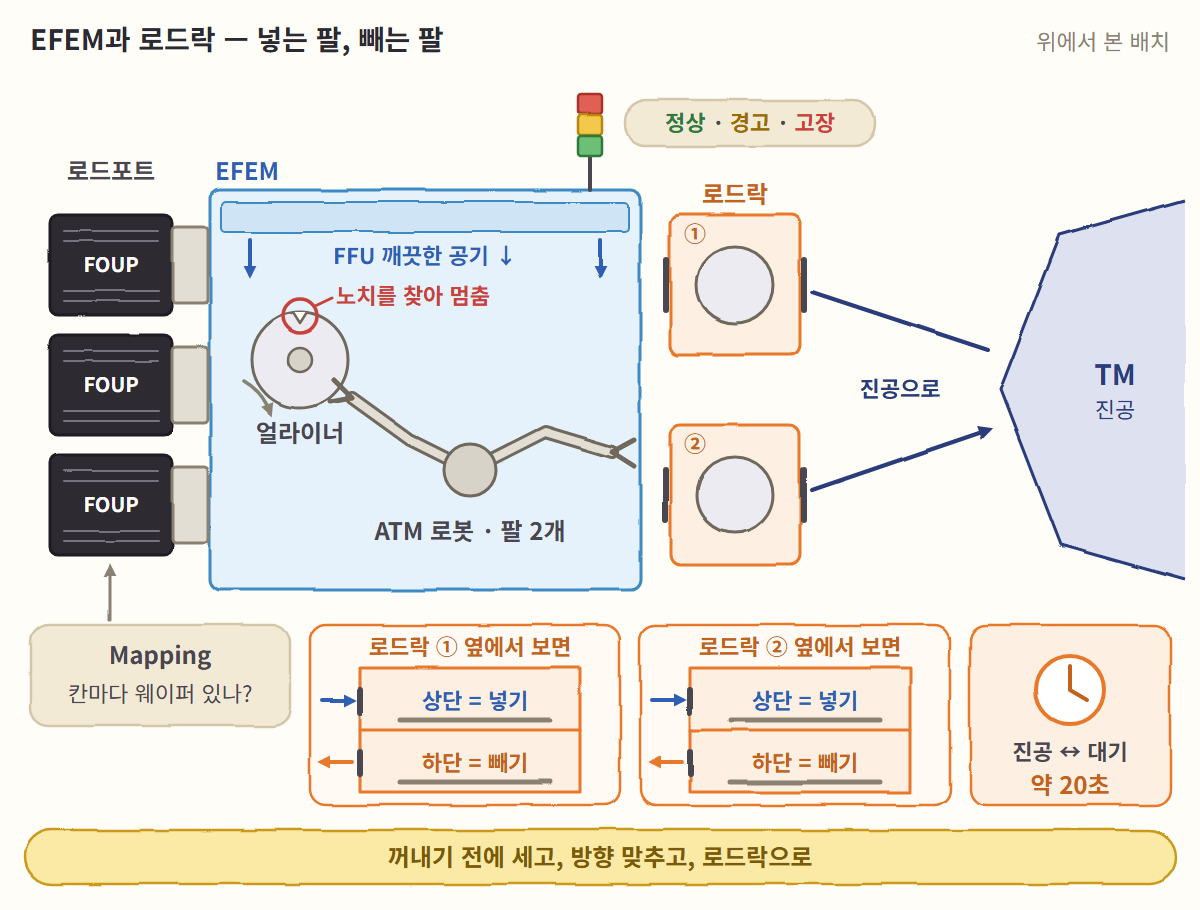 EFEM과 로드락 — 넣는 팔, 빼는 팔
위에서 본 배치
정상 · 경고 · 고장
로드포트
EFEM
로드락
FOUP
FOUP
FOUP
FFU 깨끗한 공기 ↓
노치를 찾아 멈춤
얼라이너
ATM 로봇 · 팔 2개
①
②
진공으로
TM
진공
Mapping
칸마다 웨이퍼 있나?
로드락 ① 옆에서 보면
상단 = 넣기
하단 = 빼기
로드락 ② 옆에서 보면
상단 = 넣기
하단 = 빼기
진공 ↔ 대기
약 20초
꺼내기 전에 세고, 방향 맞추고, 로드락으로